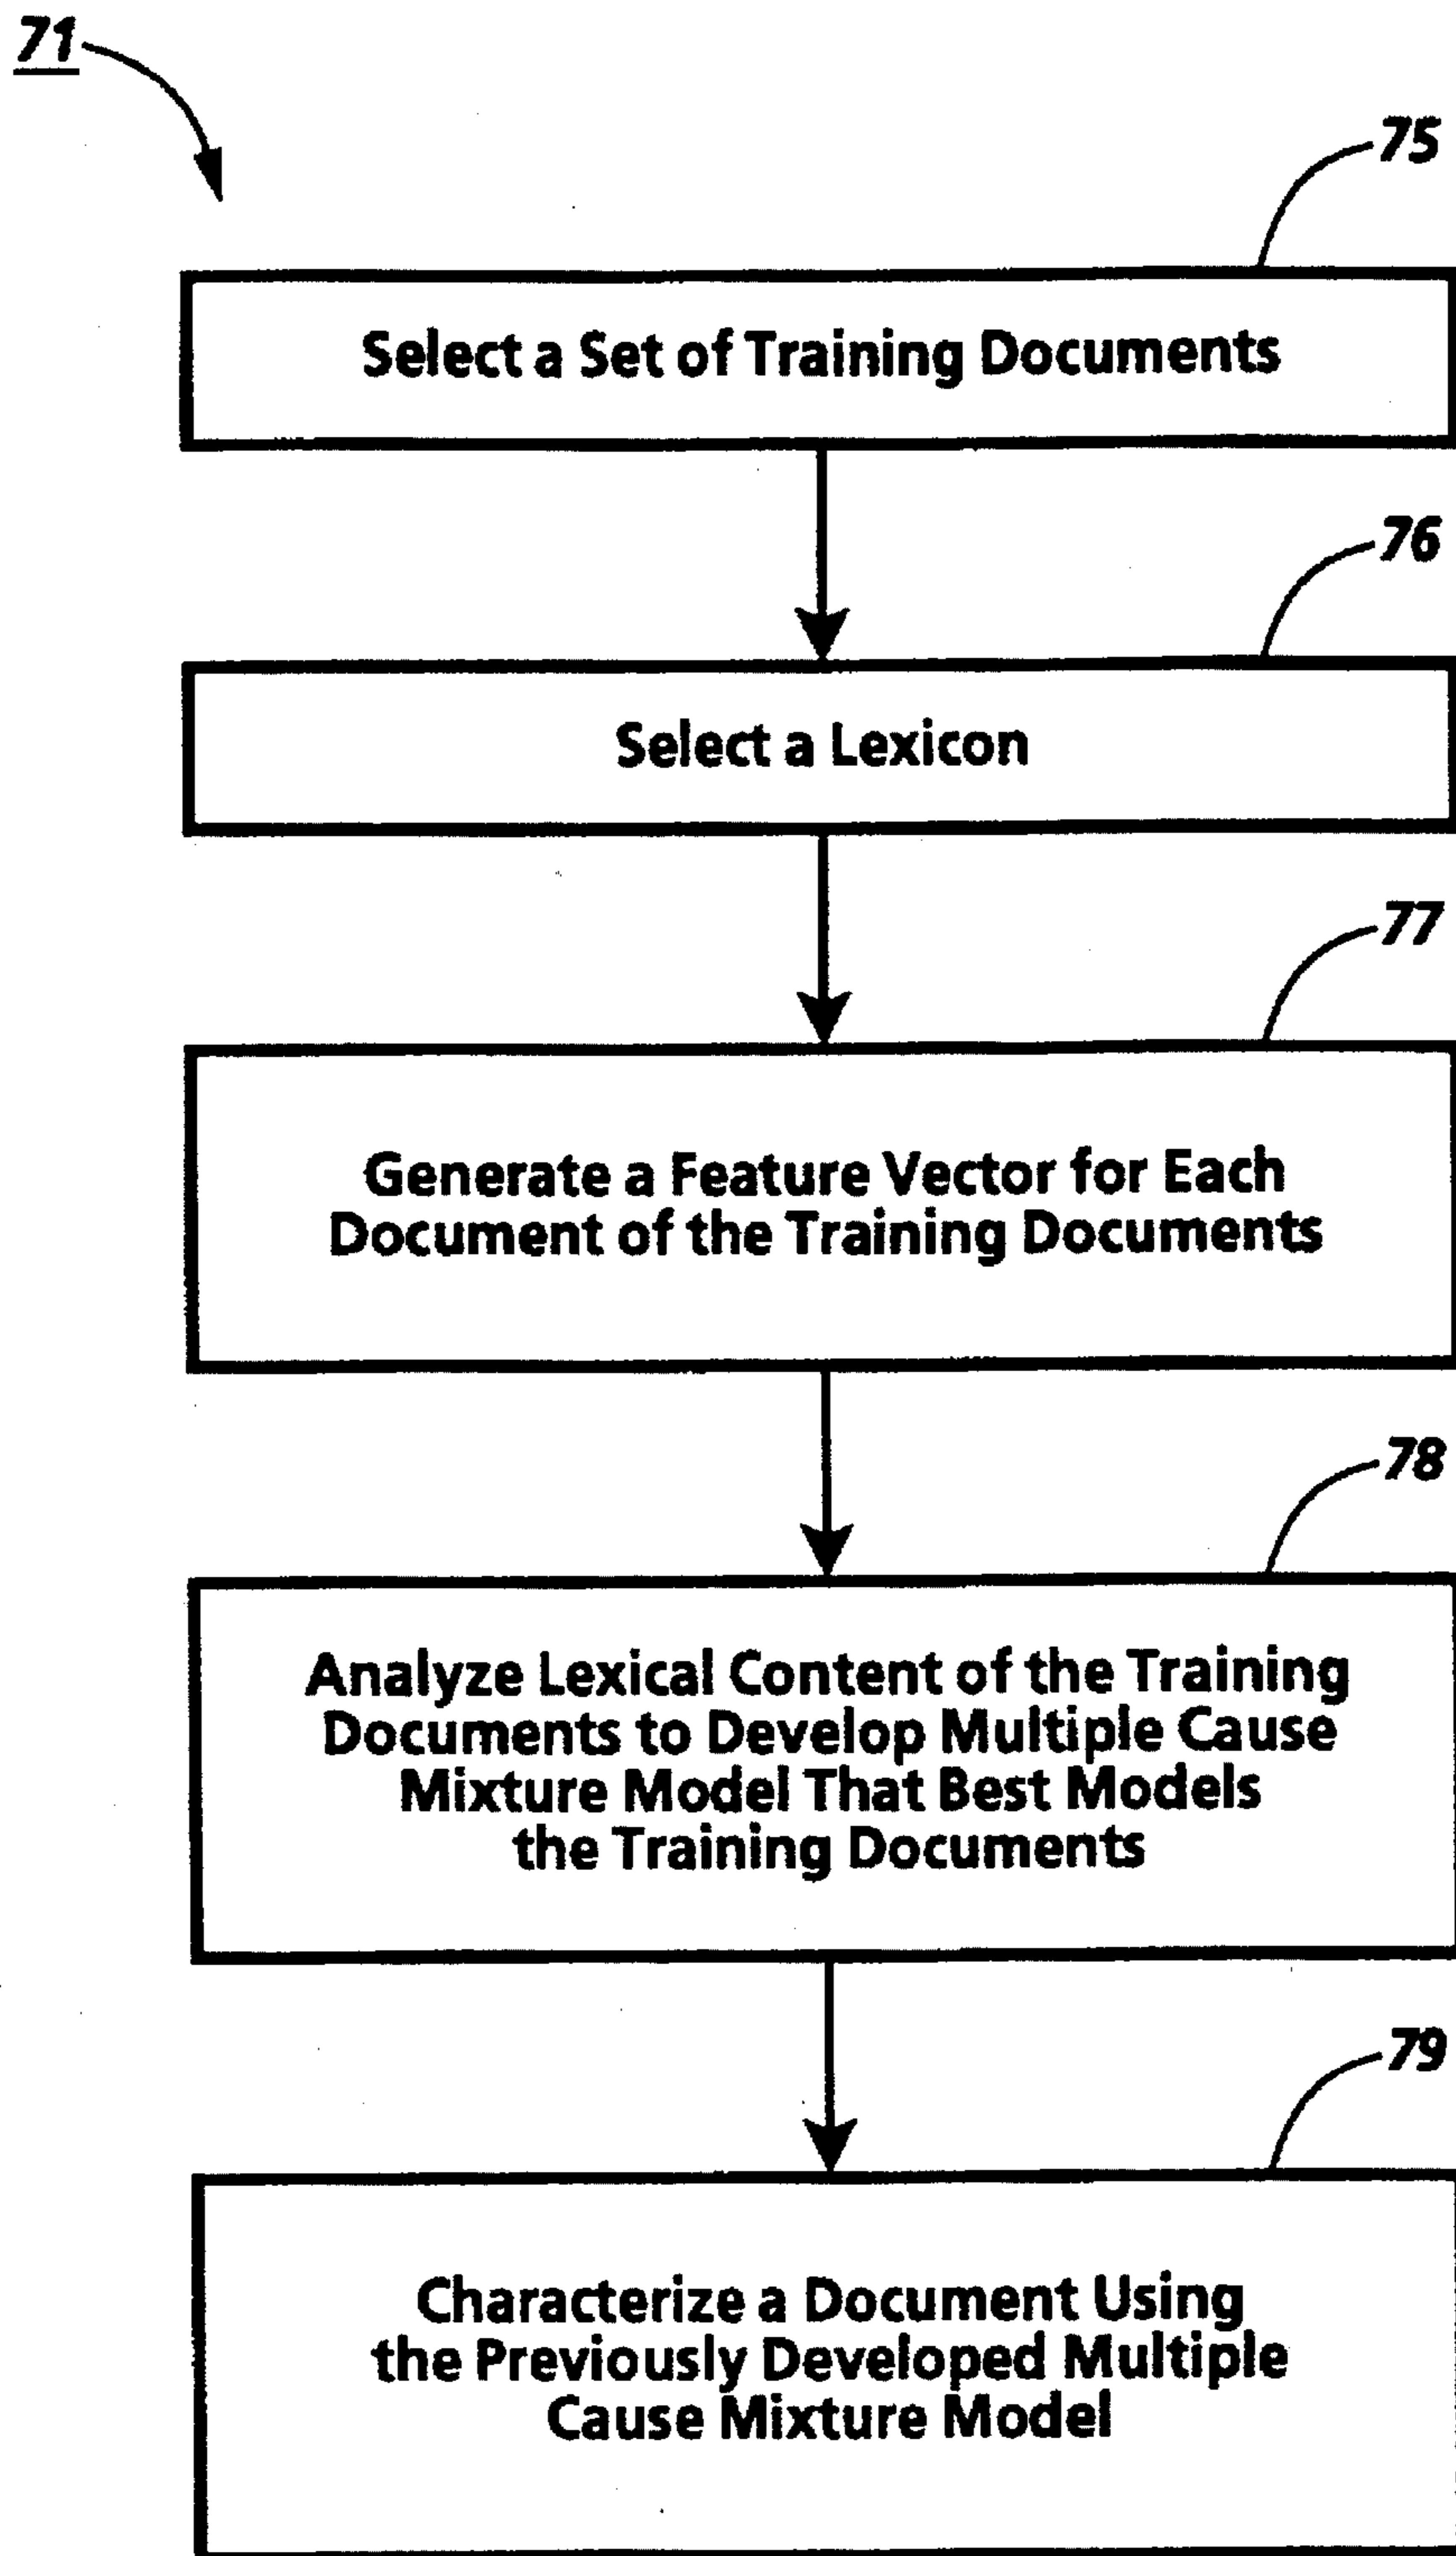 71
75
Select a Set of Training Documents
76
Select a Lexicon
77
Generate a Feature Vector for Each
Document of the Training Documents
78
Analyze Lexical Content of the Training
Documents to Develop Multiple Cause
Mixture Model That Best Models
the Training Documents
79
Characterize a Document Using
the Previously Developed Multiple
Cause Mixture Model